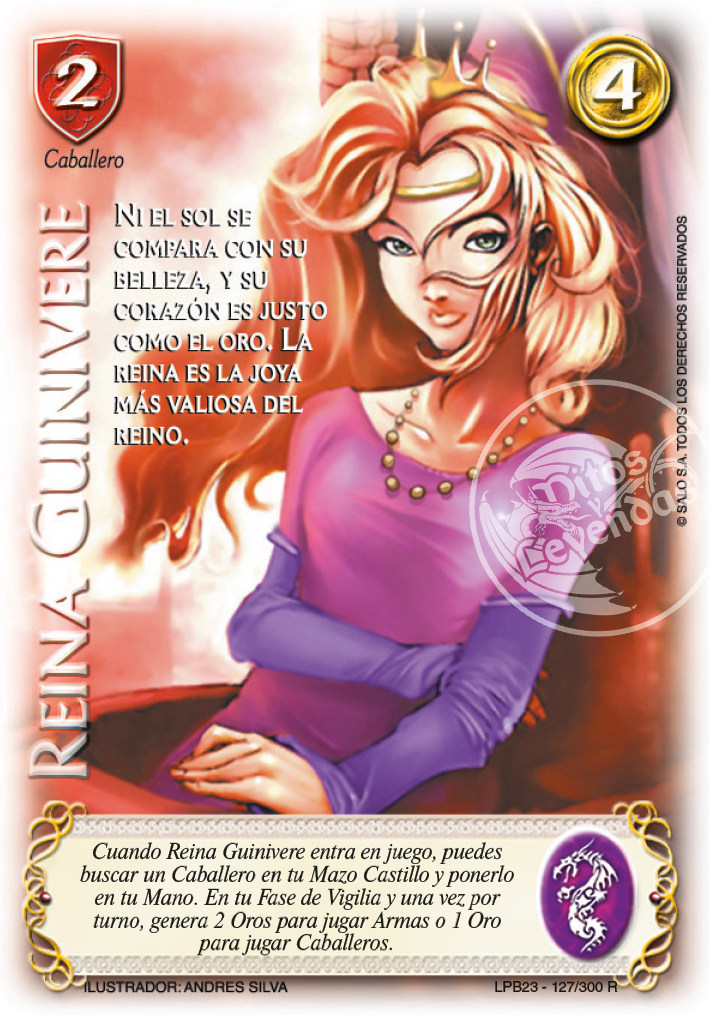 2
4
Caballero
REINA GUINIVERE
NI EL SOL SE
COMPARA CON SU
BELLEZA, Y SU
CORAZÓN ES JUSTO
COMO EL ORO. LA
REINA ES LA JOYA
MÁS VALIOSA DEL
REINO.
© SALO S.A. TODOS LOS DERECHOS RESERVADOS
Mitos
y
Leyendas
Cuando Reina Guinivere entra en juego, puedes
buscar un Caballero en tu Mazo Castillo y ponerlo
en tu Mano. En tu Fase de Vigilia y una vez por
turno, genera 2 Oros para jugar Armas o 1 Oro
para jugar Caballeros.
ILUSTRADOR: ANDRES SILVA
LPB23 - 127/300 R